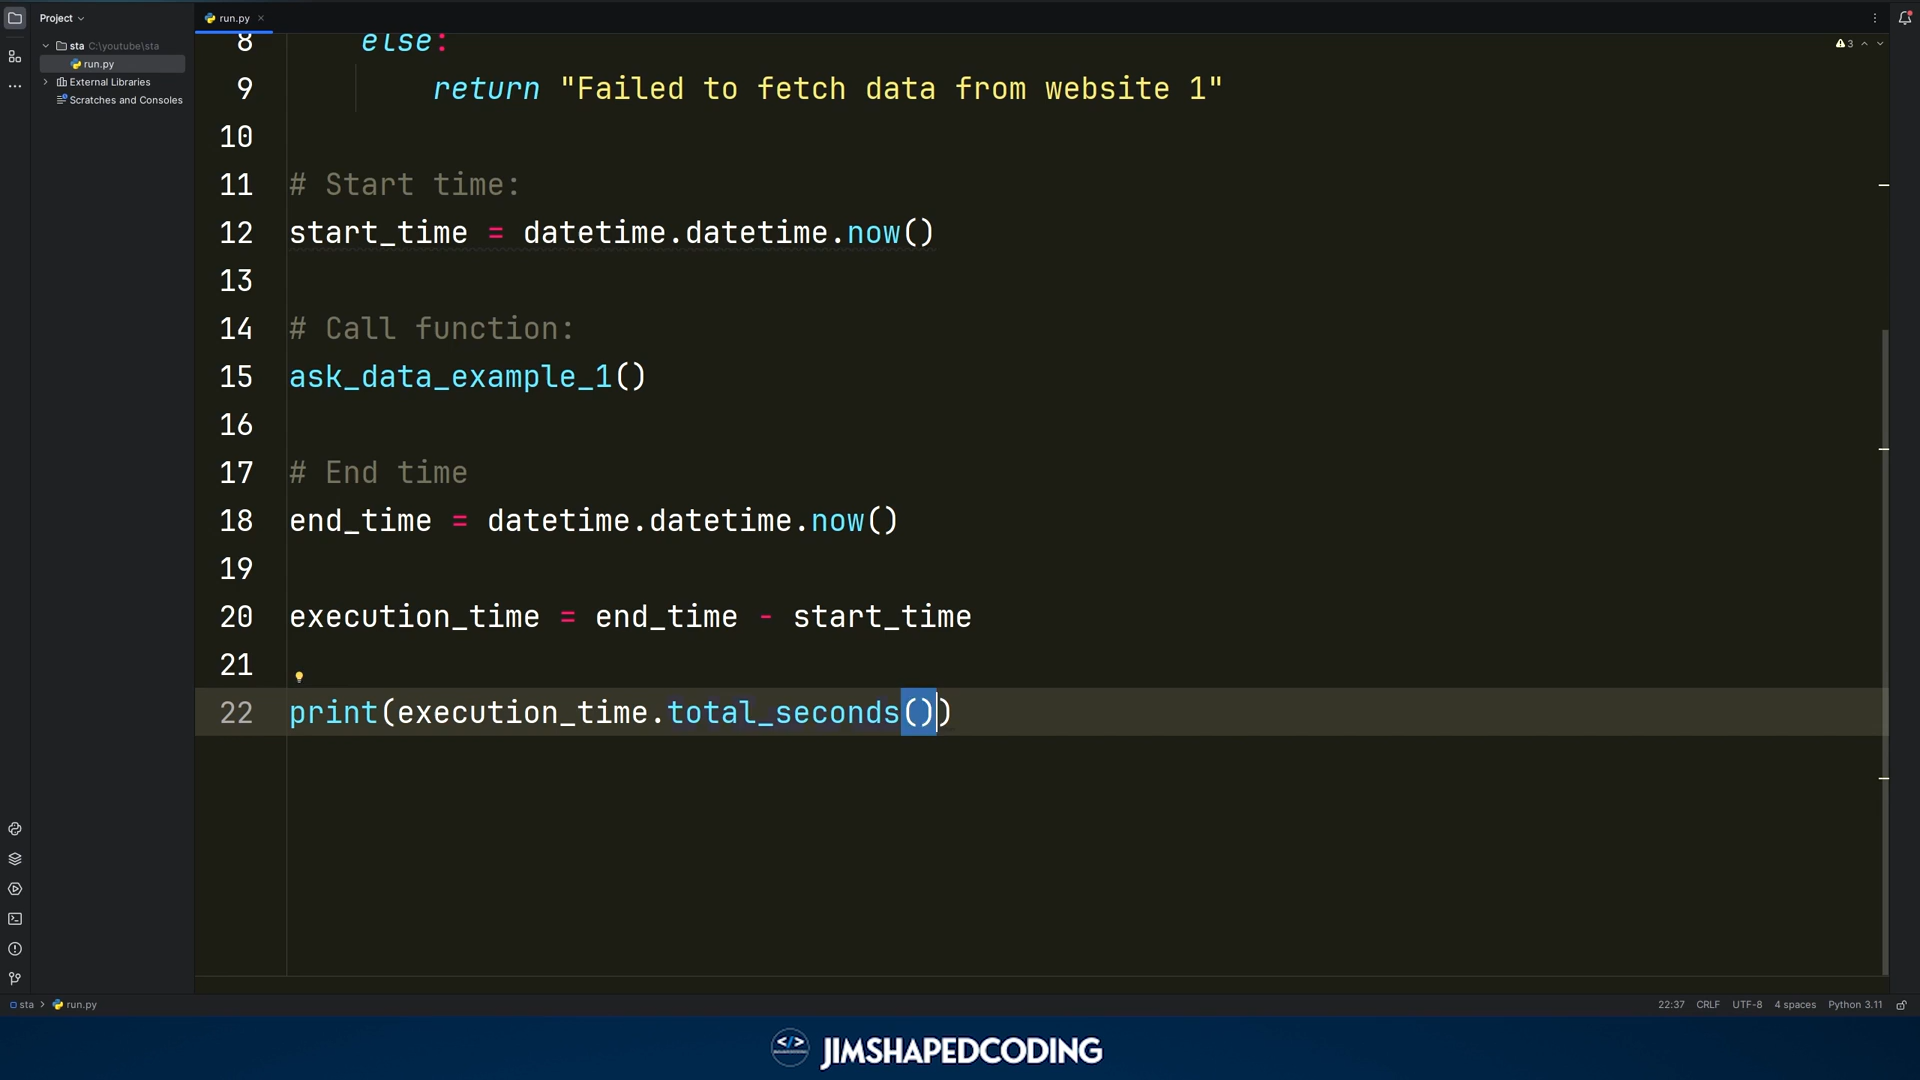 Project
run.py
sta C:\youtube\sta
run.py
External Libraries
Scratches and Consoles
3
8 else:
9 return "Failed to fetch data from website 1"
10
11 # Start time:
12 start_time = datetime.datetime.now()
13
14 # Call function:
15 ask_data_example_1()
16
17 # End time
18 end_time = datetime.datetime.now()
19
20 execution_time = end_time - start_time
21
22 print(execution_time.total_seconds())
sta > run.py
22:37 CRLF UTF-8 4 spaces Python 3.11
JIMSHAPEDCODING